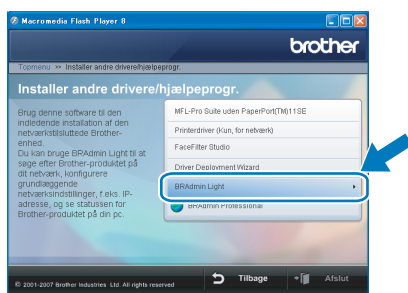 Macromedia Flash Player 8
brother
Topmenu >> Installer andre drivere/hjælpeprogr.
Installer andre drivere/hjælpeprogr.
Brug denne software til den
indledende installation af den
netværkstilsluttede Brother-
enhed.
Du kan bruge BRAdmin Light til at
søge efter Brother-produktet på
dit netværk, konfigurere
grundlæggende
netværksindstillinger, f.eks. IP-
adresse, og se statussen for
Brother-produktet på din pc.
MFL-Pro Suite uden PaperPort(TM)11SE
Printerdriver (Kun, for netværk)
FaceFilter Studio
Driver Deployment Wizard
BRAdmin Light
BRAdmin Professional
© 2001-2007 Brother Industries Ltd. All rights reserved
Tilbage
Afslut